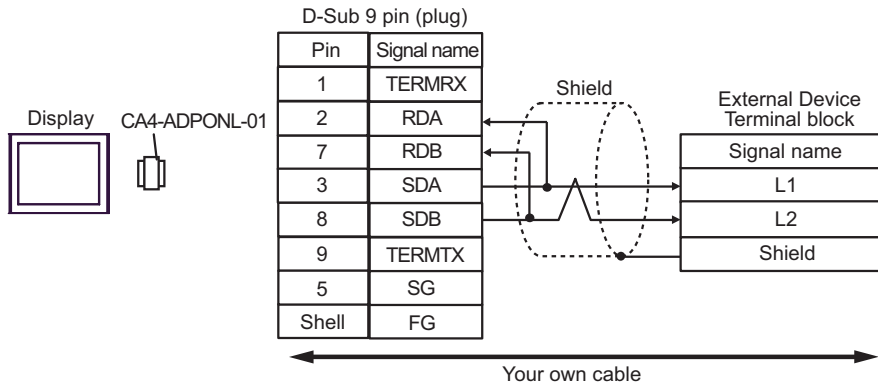 D-Sub 9 pin (plug)
Pin Signal name
1 TERMRX
2 RDA
7 RDB
3 SDA
8 SDB
9 TERMTX
5 SG
Shell FG
Display
CA4-ADPONL-01
Shield
External Device
Terminal block
Signal name
L1
L2
Shield
Your own cable